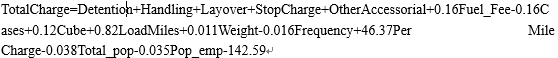 TotalCharge=Detention+Handling+Layover+StopCharge+OtherAccessorial +0.16Fuel_Fee-0.16C
ases+0.12Cube+0.82LoadMiles+0.011Weight-0.016Frequency +46.37Per Mile
Charge-0.038Total_pop-0.035Pop_emp-142.59↵